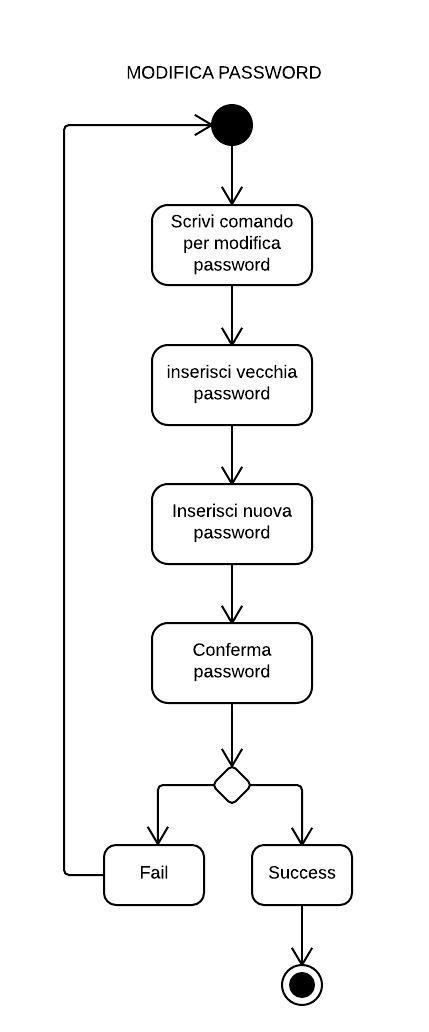 MODIFICA PASSWORD
Scrivi comando
per modifica
password
inserisci vecchia
password
Inserisci nuova
password
Conferma
password
Fail
Success